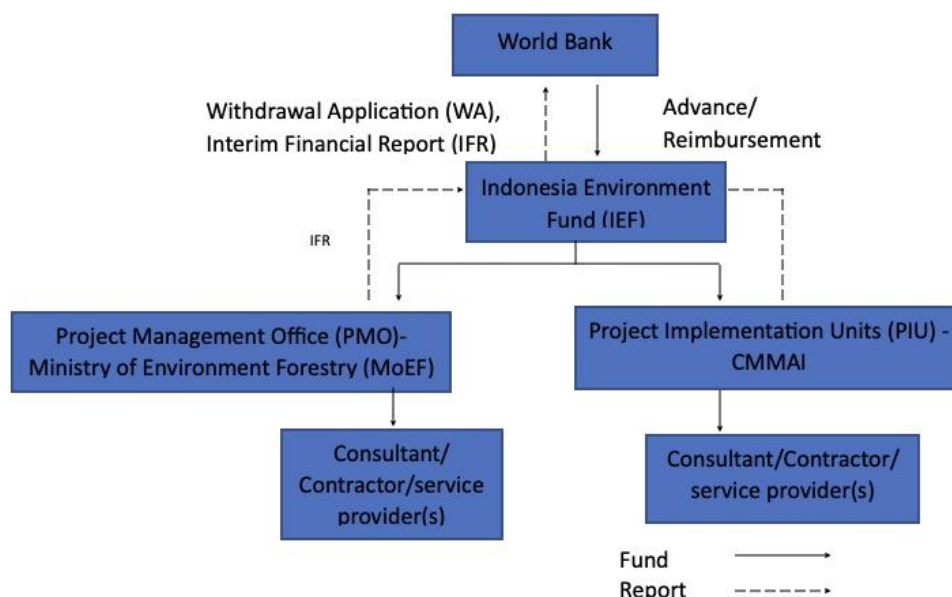 World Bank
Withdrawal Application (WA),
Interim Financial Report (IFR)
Advance/
Reimbursement
Indonesia Environment
Fund (IEF)
IFR
Project Management Office (PMO)-
Ministry of Environment Forestry (MoEF)
Project Implementation Units (PIU) -
CMMAI
Consultant/
Contractor/service
provider(s)
Consultant/Contractor/
service provider(s)
Fund
Report